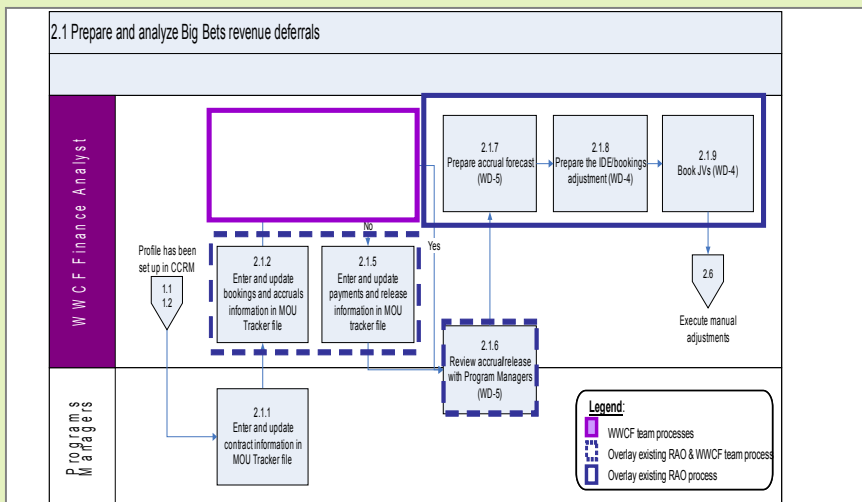 2.1 Prepare and analyze Big Bets revenue deferrals
WWCF Finance Analyst
Profile has been
set up in CCRM
1.1
1.2
2.1.2
Enter and update
bookings and accruals
information in MOU
Tracker file
No
2.1.5
Enter and update
payments and release
information in MOU
tracker file
Yes
2.1.7
Prepare accrual forecast
(WD-5)
2.1.8
Prepare the IDE/bookings
adjustment (WD-4)
2.1.9
Book JVs (WD-4)
2.6
Execute manual
adjustments
2.1.6
Review accrual/release
with Program Managers
(WD-5)
Programs
Managers
2.1.1
Enter and update
contract information in
MOU Tracker file
Legend:
WWCF team processes
Overlay existing RAO & WWCF team process
Overlay existing RAO process